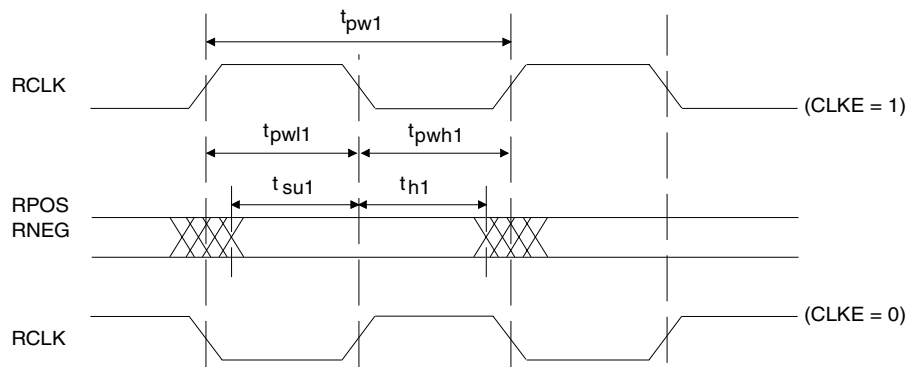 tpw1
RCLK
(CLKE = 1)
tpwl1
tpwh1
tsu1
th1
RPOS
RNEG
RCLK
(CLKE = 0)